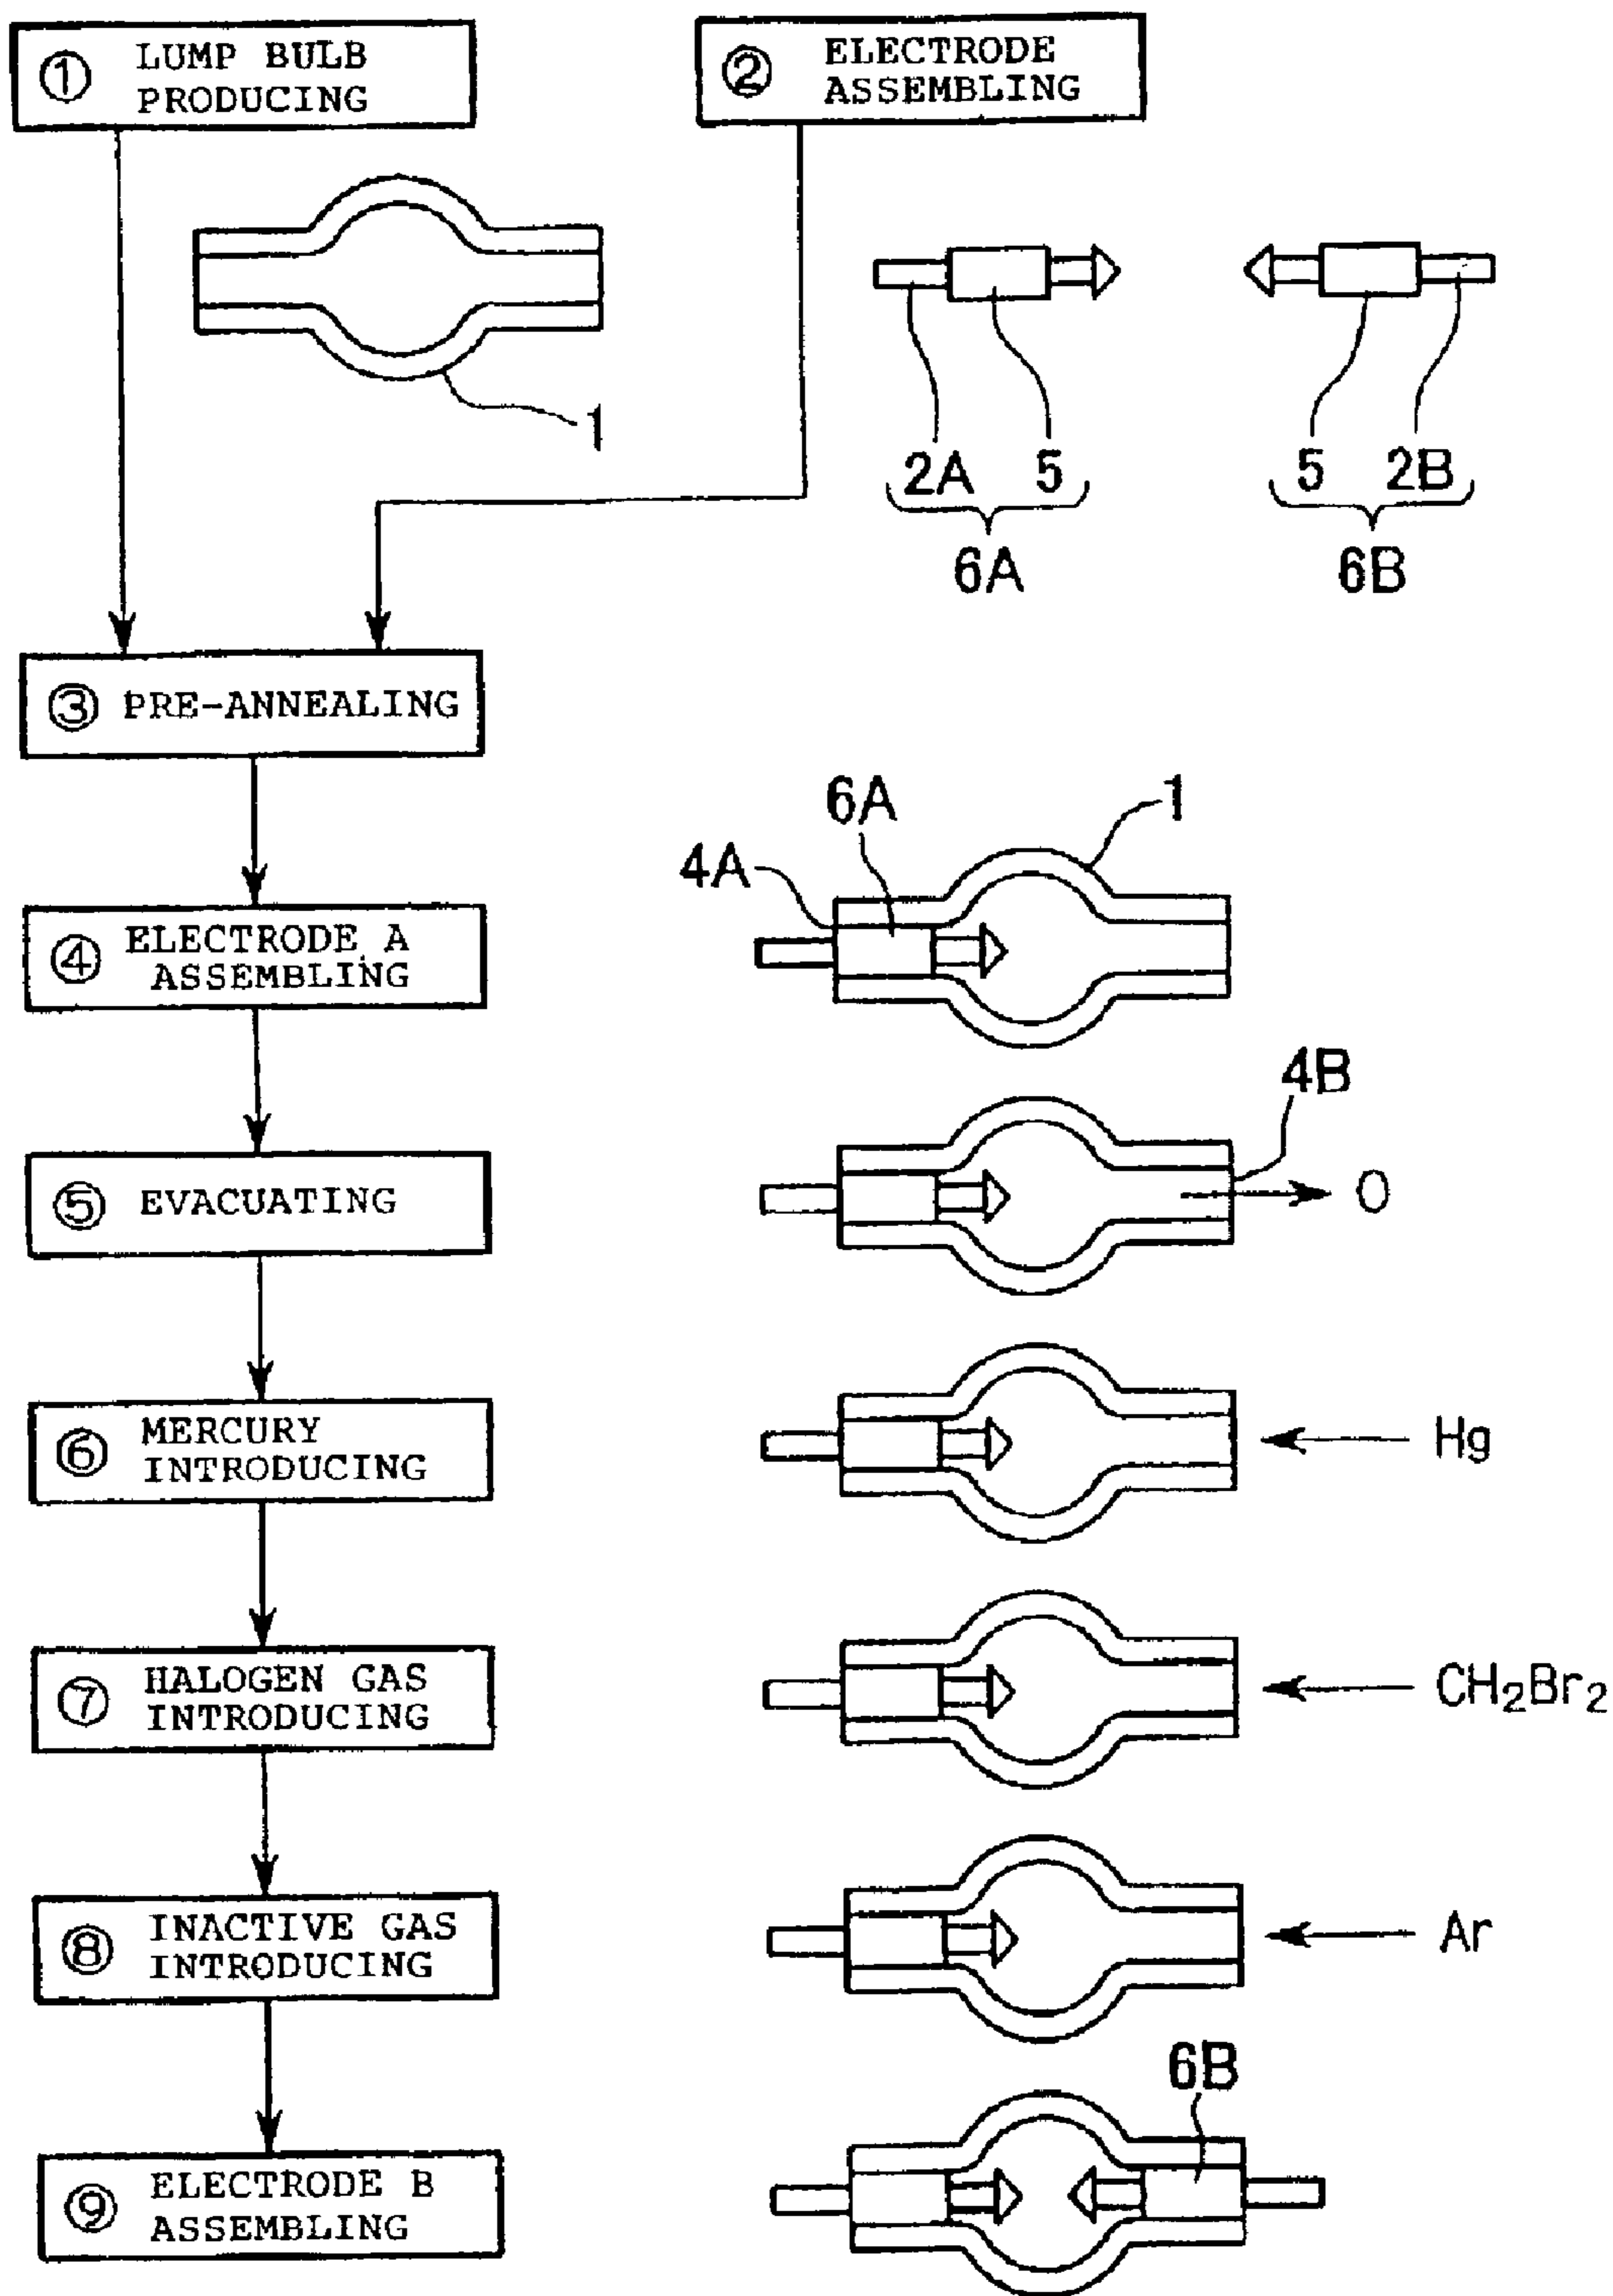 ① LUMP BULB
PRODUCING
② ELECTRODE
ASSEMBLING
1
2A 5
6A
5 2B
6B
③ PRE-ANNEALING
④ ELECTRODE A
ASSEMBLING
6A
1
4A
⑤ EVACUATING
4B
O
⑥ MERCURY
INTRODUCING
Hg
⑦ HALOGEN GAS
INTRODUCING
CH₂Br₂
⑧ INACTIVE GAS
INTRODUCING
Ar
⑨ ELECTRODE B
ASSEMBLING
6B